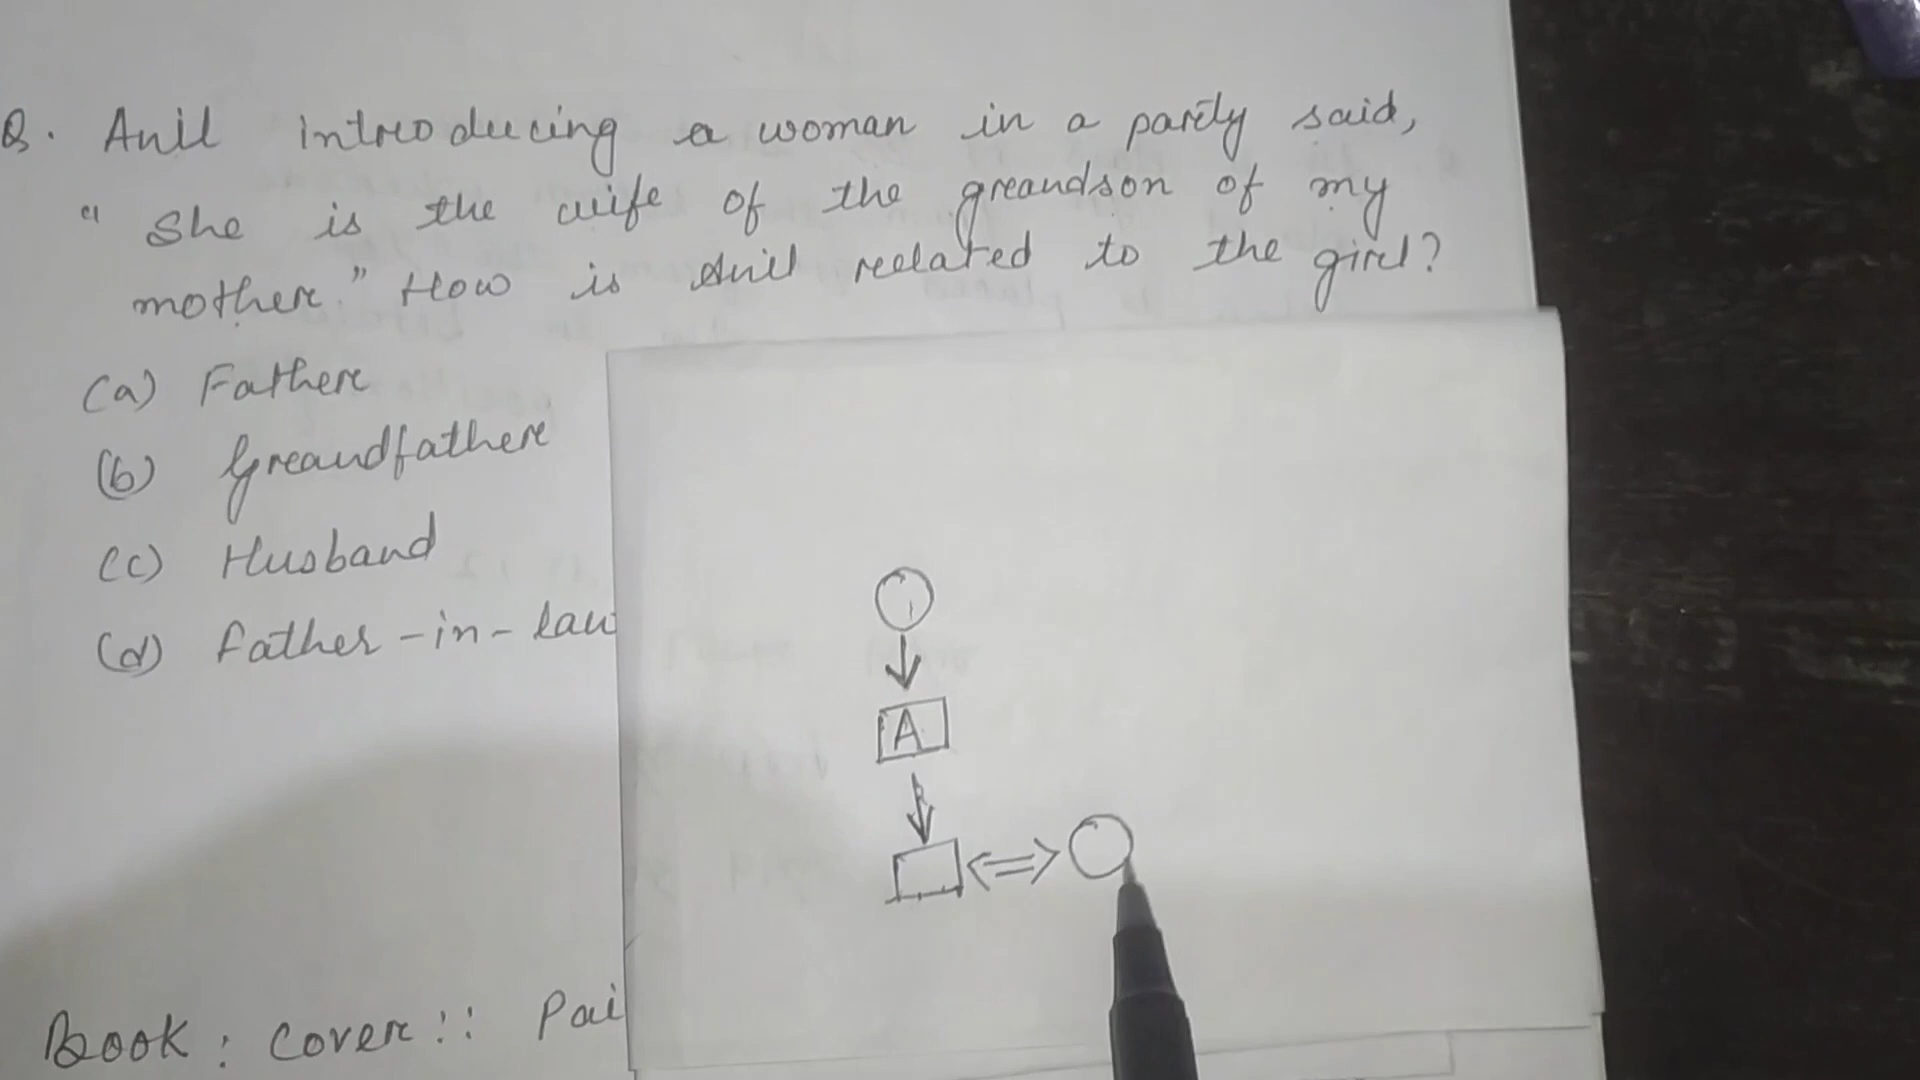 Q. Anil introducing a woman in a party said,
"She is the wife of the grandson of my
mother." How is Anil related to the girl?
(a) Father
(b) Grandfather
(c) Husband
(d) Father-in-law
A
Book : Cover :: Pai